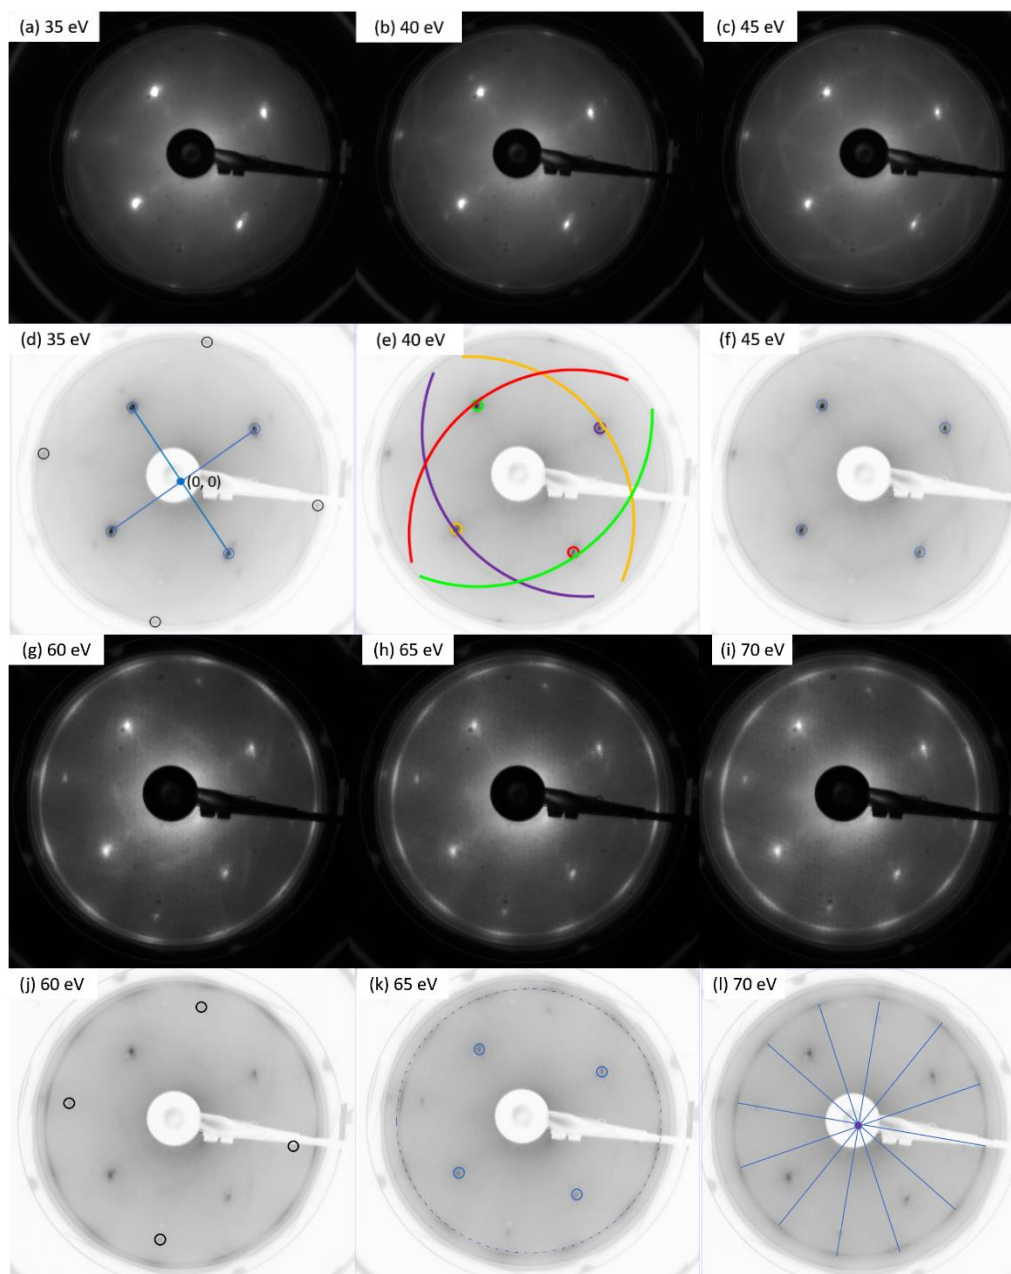 (a) 35 eV
(b) 40 eV
(c) 45 eV
(d) 35 eV
(e) 40 eV
(f) 45 eV
(0, 0)
(g) 60 eV
(h) 65 eV
(i) 70 eV
(j) 60 eV
(k) 65 eV
(l) 70 eV